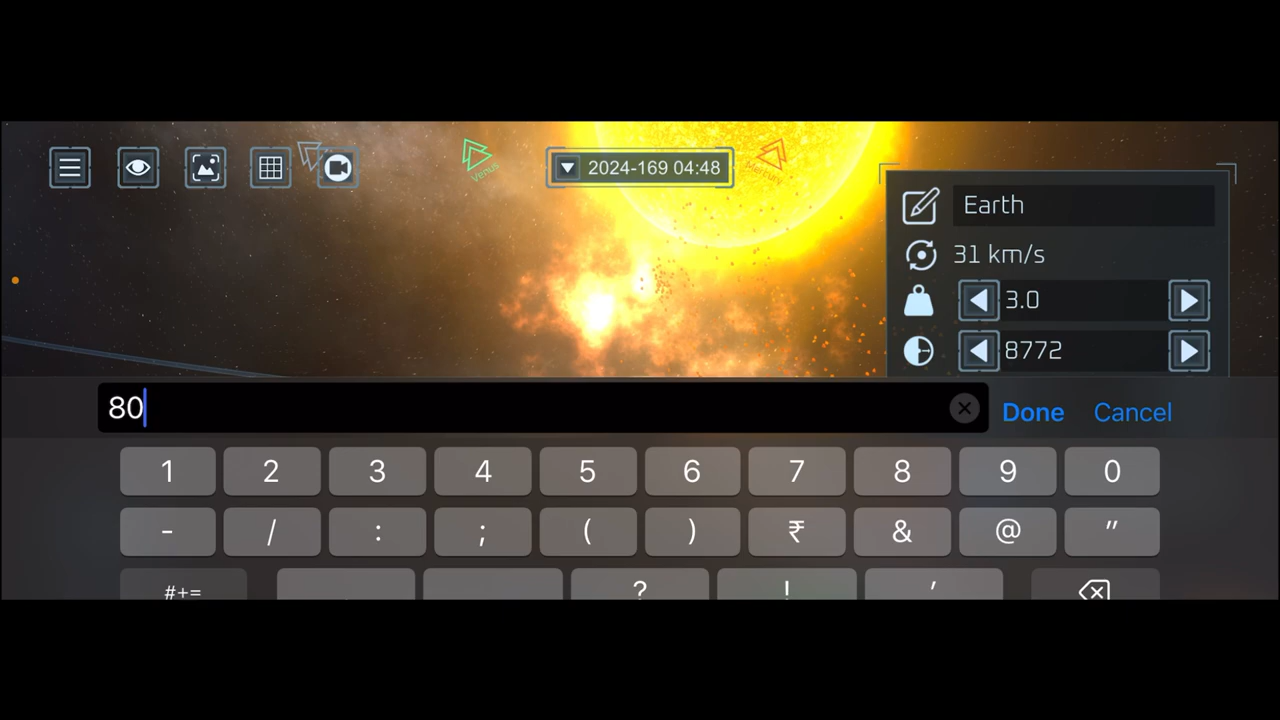 Venus
2024-169 04:48
Earth
31 km/s
3.0
8772
80
Done Cancel
1 2 3 4 5 6 7 8 9 0
- / : ; ( ) ₹ & @ "
#+= ? ! ’